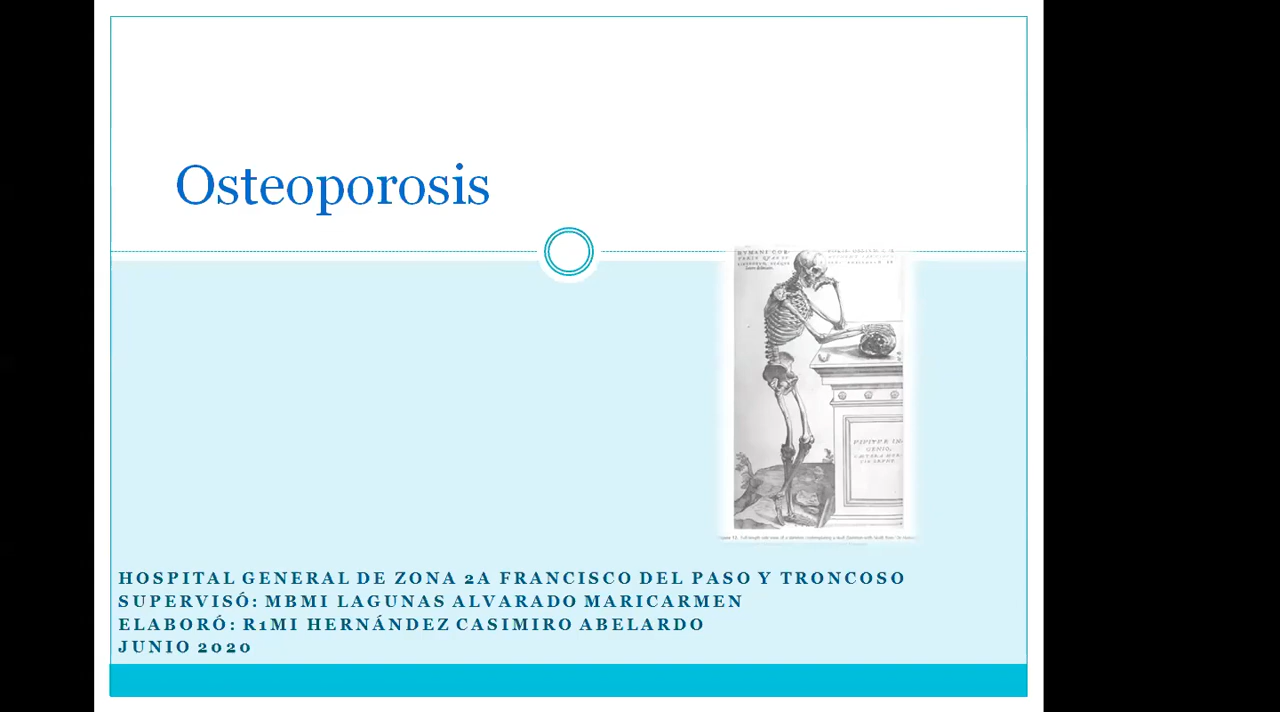 Osteoporosis
GENIO,
HOSPITAL GENERAL DE ZONA 2A FRANCISCO DEL PASO Y TRONCOSO
SUPERVISÓ: MBMI LAGUNAS ALVARADO MARICARMEN
ELABORÓ: R1MI HERNÁNDEZ CASIMIRO ABELARDO
JUNIO 2020